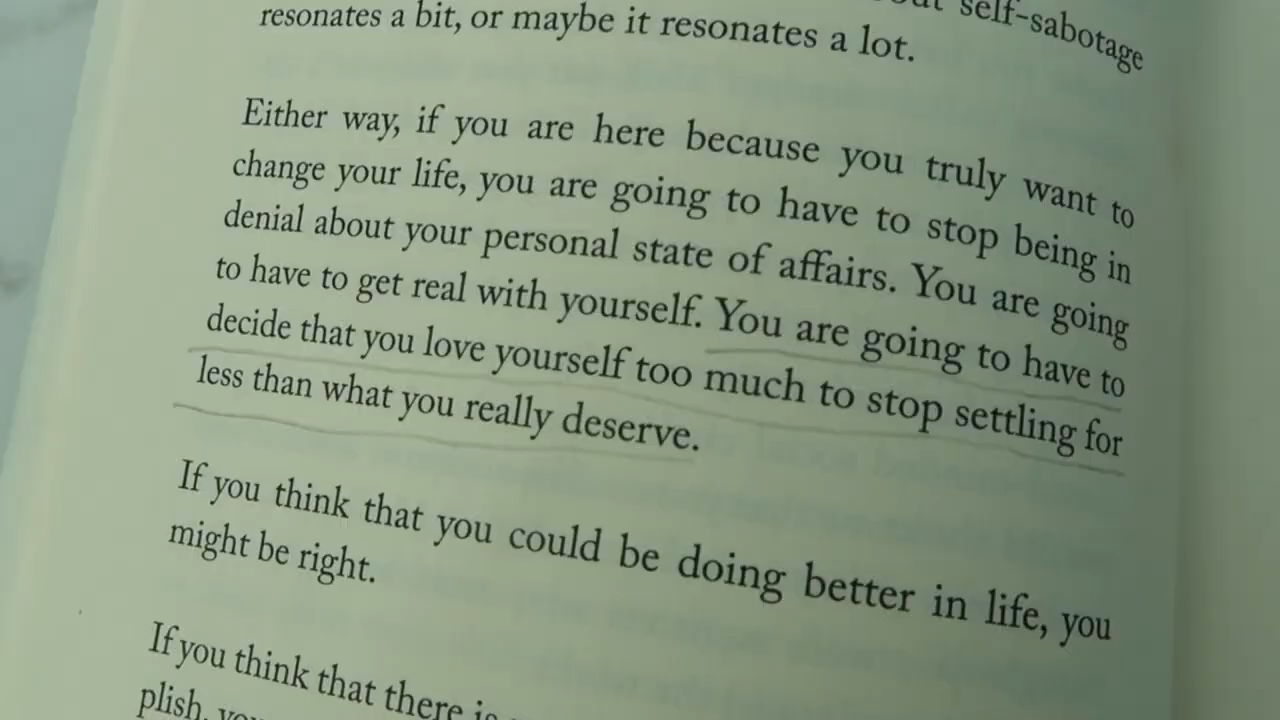 self-sabotage
resonates a bit, or maybe it resonates a lot.
Either way, if you are here because you truly want to
change your life, you are going to have to stop being in
denial about your personal state of affairs. You are going
to have to get real with yourself. You are going to have to
decide that you love yourself too much to stop settling for
less than what you really deserve.
If you think that you could be doing better in life, you
might be right.
If you think that there is
plish,